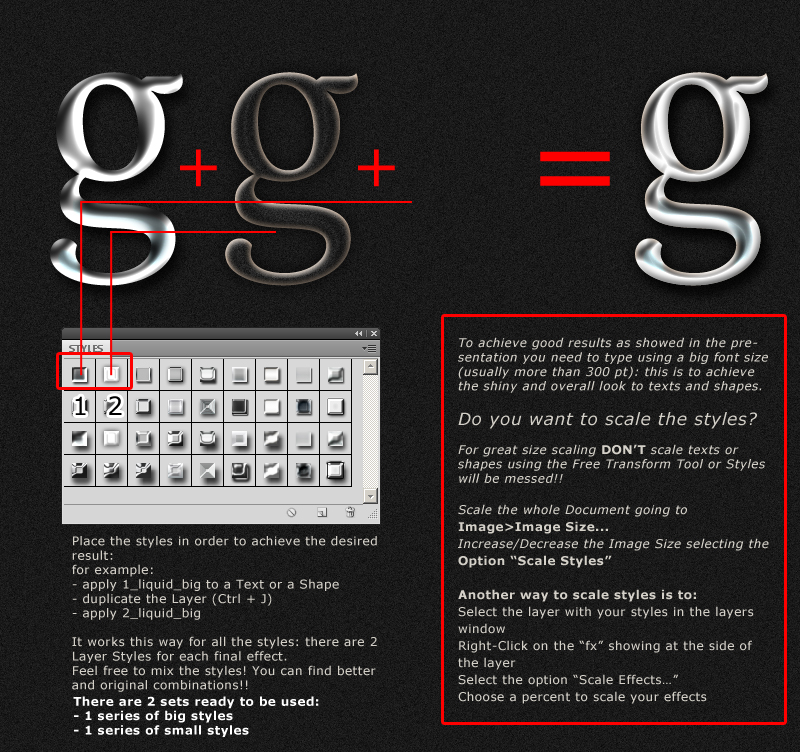 g + g + = g
STYLES
1 2
Place the styles in order to achieve the desired
result:
for example:
- apply 1_liquid_big to a Text or a Shape
- duplicate the Layer (Ctrl + J)
- apply 2_liquid_big
It works this way for all the styles: there are 2
Layer Styles for each final effect.
Feel free to mix the styles! You can find better
and original combinations!!
There are 2 sets ready to be used:
- 1 series of big styles
- 1 series of small styles
To achieve good results as showed in the pre-
sentation you need to type using a big font size
(usually more than 300 pt): this is to achieve
the shiny and overall look to texts and shapes.
Do you want to scale the styles?
For great size scaling DON'T scale texts or
shapes using the Free Transform Tool or Styles
will be messed!!
Scale the whole Document going to
Image>Image Size...
Increase/Decrease the Image Size selecting the
Option “Scale Styles”
Another way to scale styles is to:
Select the layer with your styles in the layers
window
Right-Click on the “fx” showing at the side of
the layer
Select the option “Scale Effects…”
Choose a percent to scale your effects